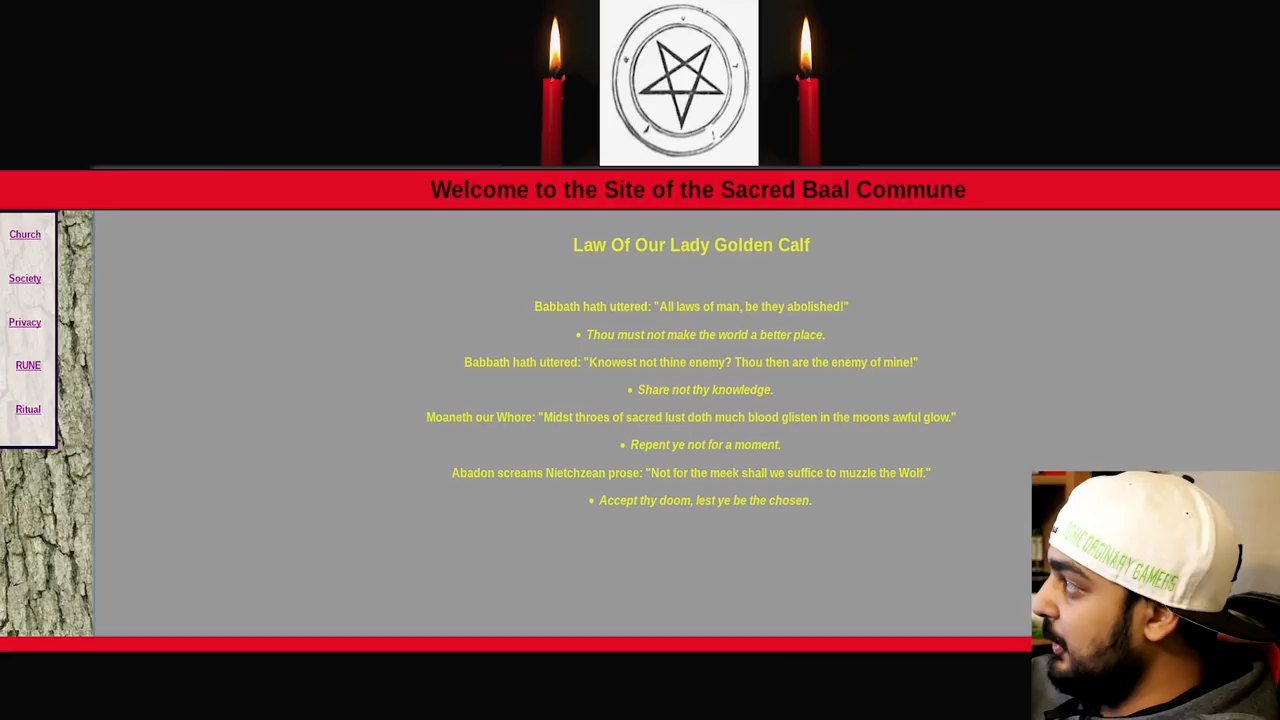 Welcome to the Site of the Sacred Baal Commune
Church
Society
Privacy
RUNE
Ritual
Law Of Our Lady Golden Calf
Babbath hath uttered: "All laws of man, be they abolished!"
• Thou must not make the world a better place.
Babbath hath uttered: "Knowest not thine enemy? Thou then are the enemy of mine!"
• Share not thy knowledge.
Moaneth our Whore: "Midst throes of sacred lust doth much blood glisten in the moons awful glow."
• Repent ye not for a moment.
Abadon screams Nietchzean prose: "Not for the meek shall we suffice to muzzle the Wolf."
• Accept thy doom, lest ye be the chosen.
ORDINARY GAMERS